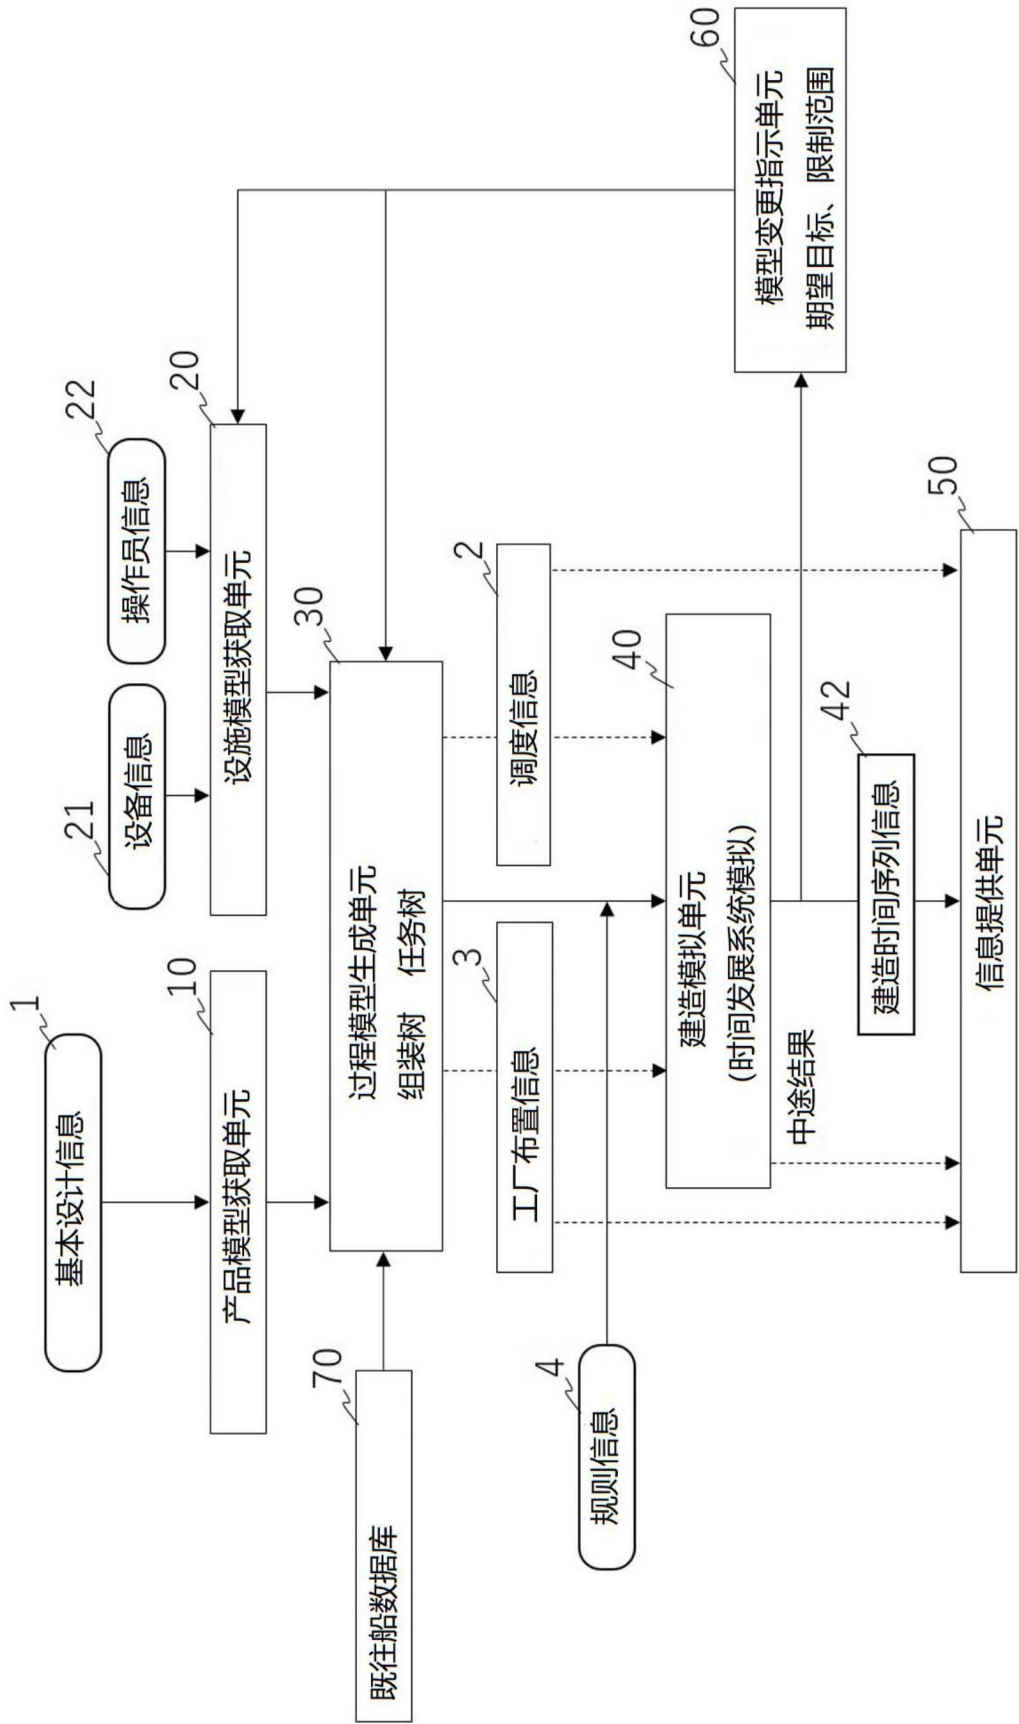 1
基本设计信息
21
设备信息
22
操作员信息
10
产品模型获取单元
20
设施模型获取单元
70
既往船数据库
30
过程模型生成单元
组装树 任务树
3
工厂布置信息
2
调度信息
4
规则信息
40
建造模拟单元
(时间发展系统模拟)
60
模型变更指示单元
期望目标、限制范围
中途结果
42
建造时间序列信息
50
信息提供单元